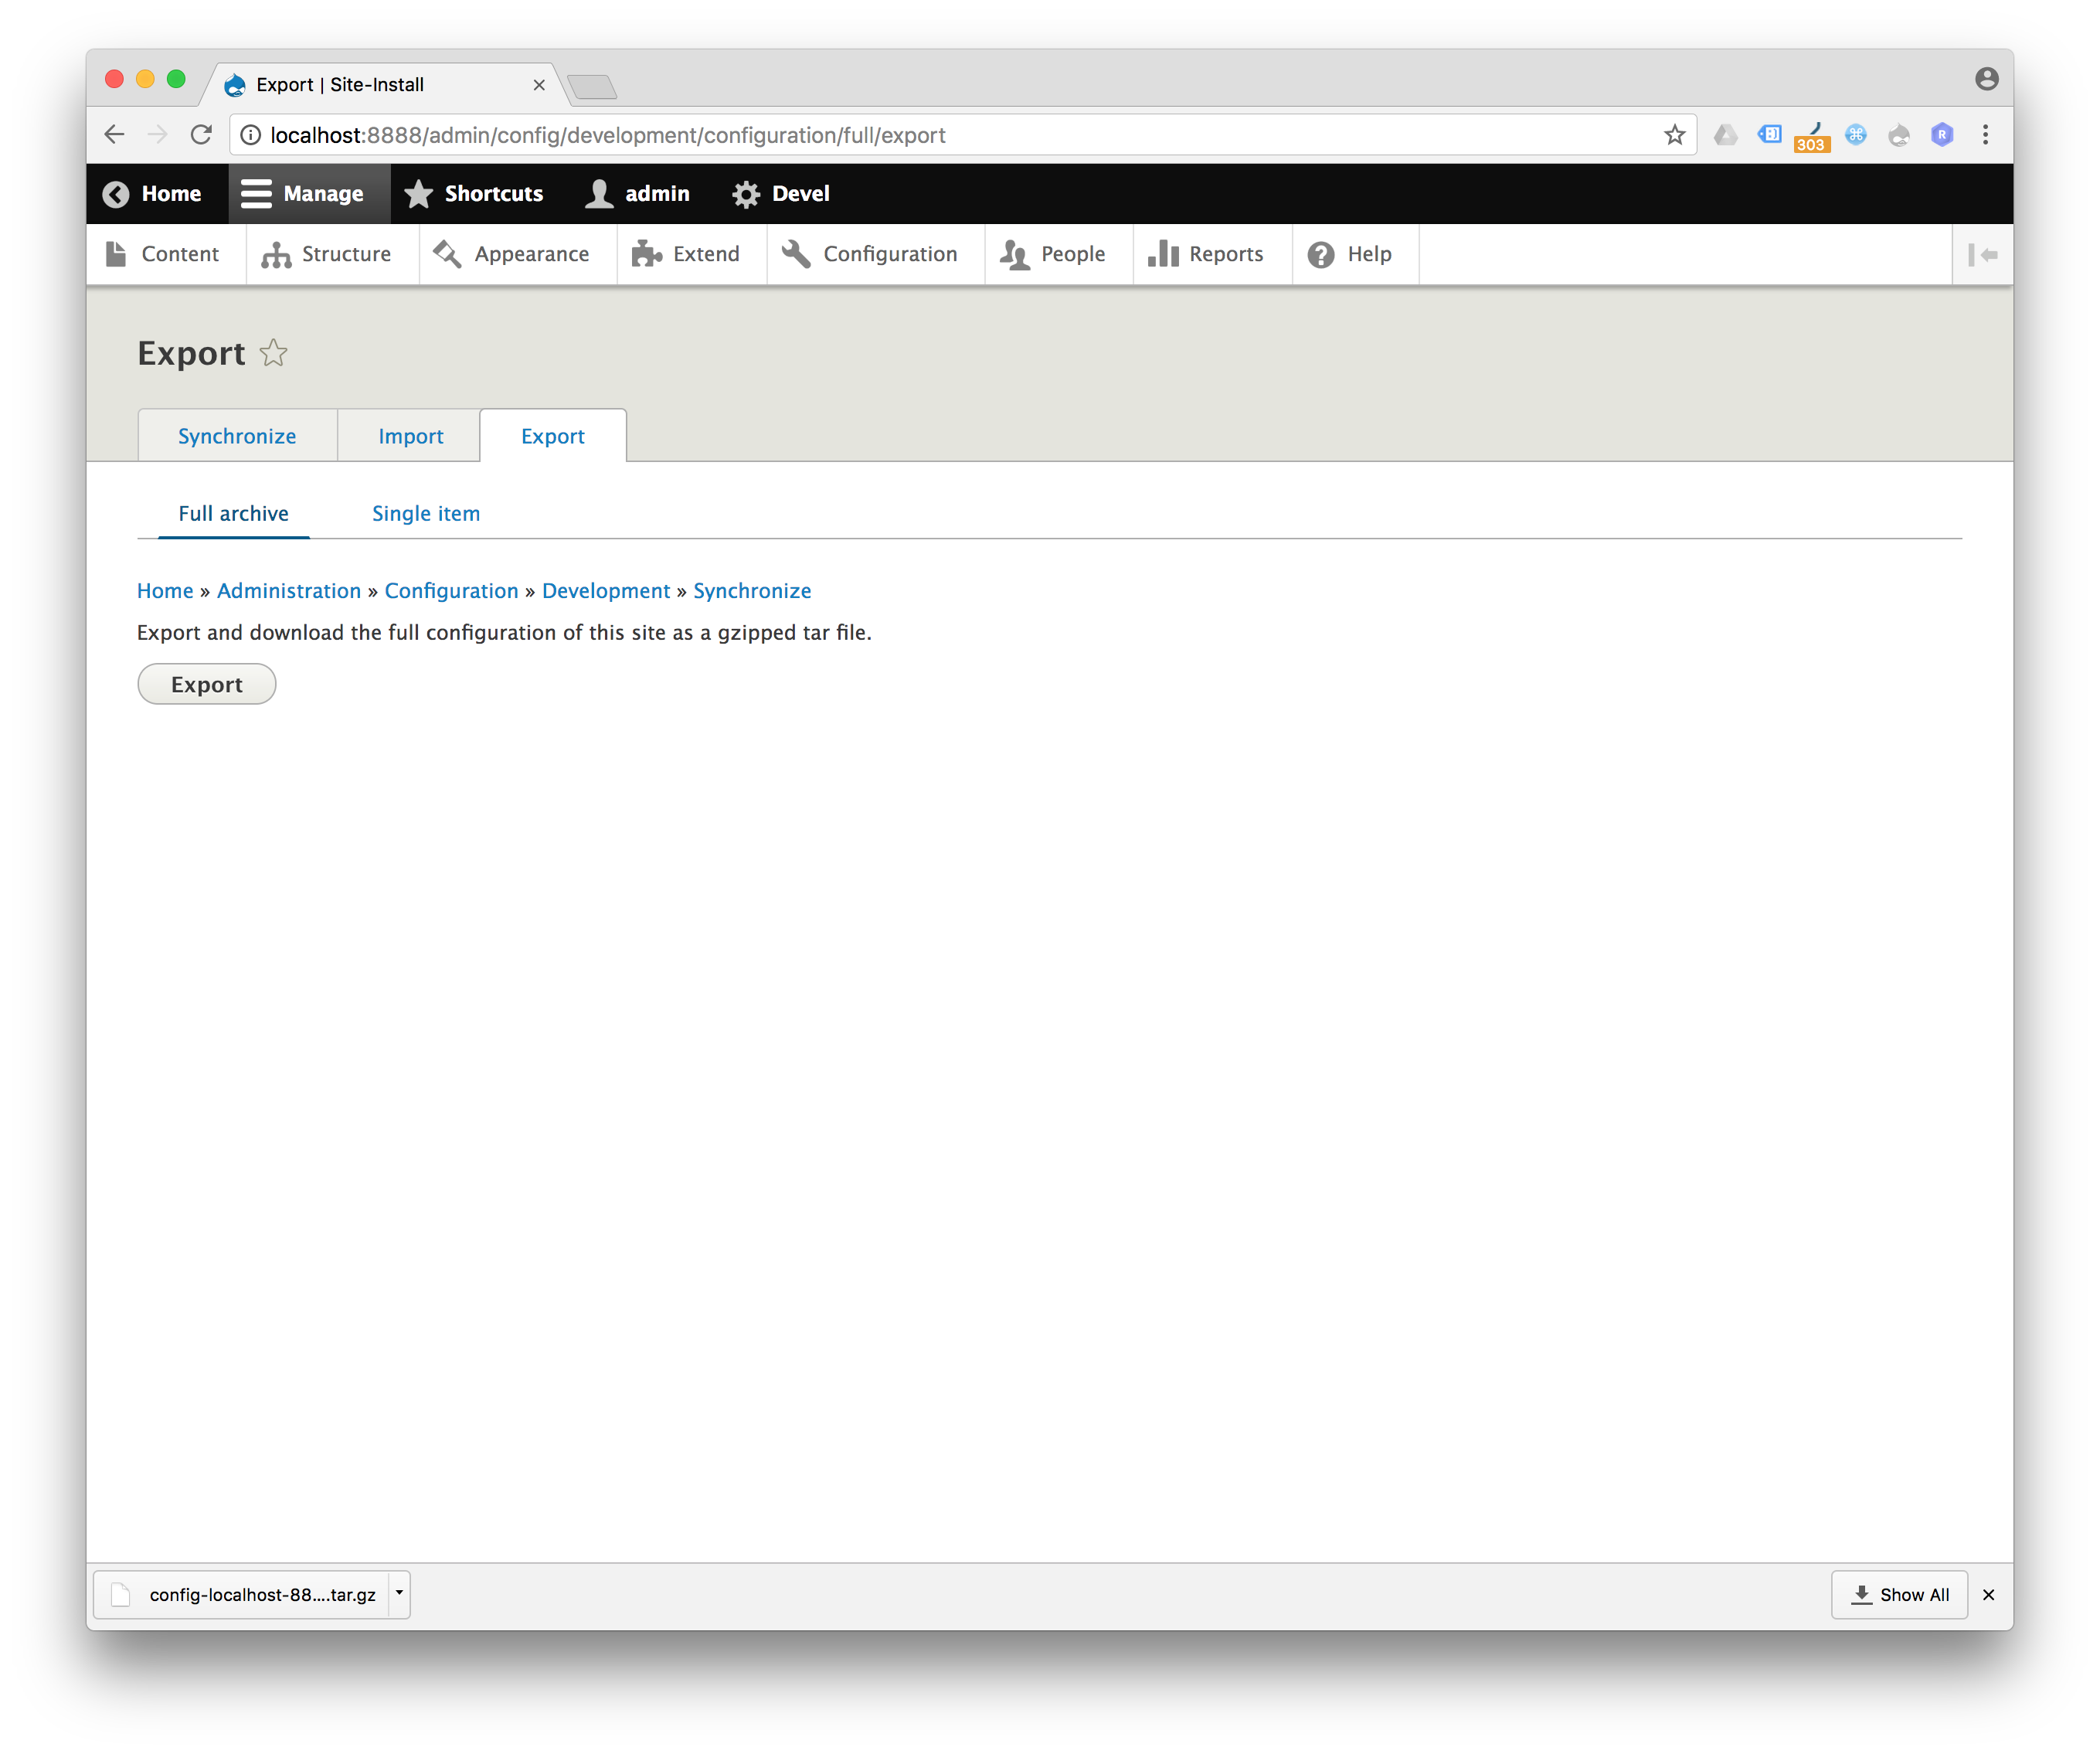 Export | Site-Install
localhost:8888/admin/config/development/configuration/full/export
303
R
Home Manage Shortcuts admin Devel
Content Structure Appearance Extend Configuration People Reports Help
Export
Synchronize Import Export
Full archive Single item
Home » Administration » Configuration » Development » Synchronize
Export and download the full configuration of this site as a gzipped tar file.
Export
config-localhost-88....tar.gz Show All